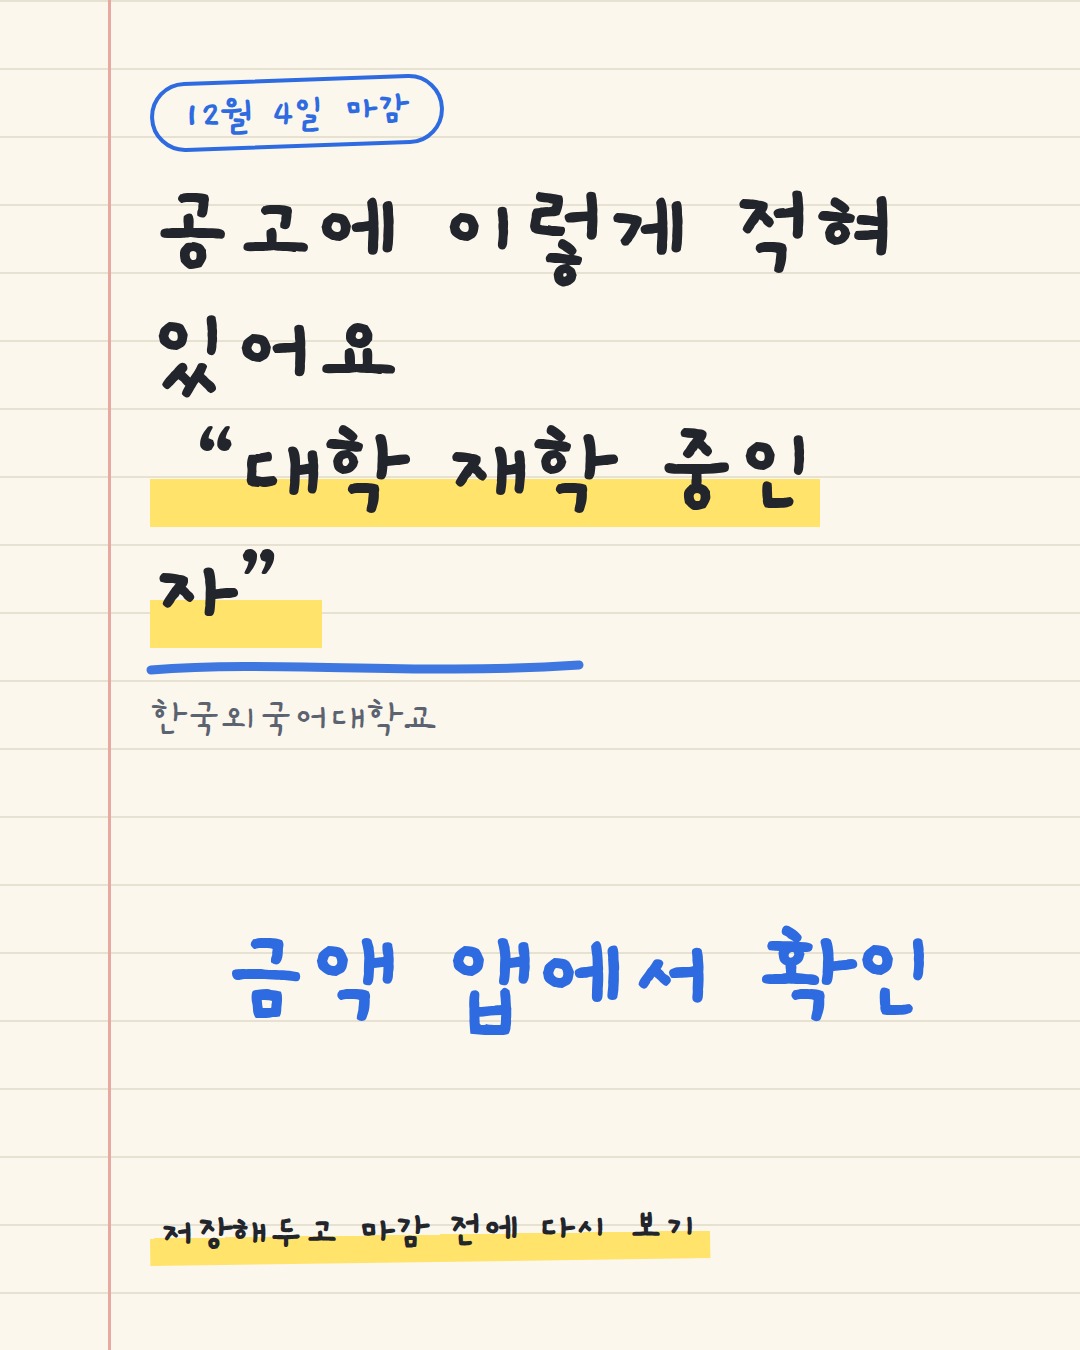 12월 4일 마감
공고에 이렇게 적혀
있어요
“대학 재학 중인
자”
한국외국어대학교
금액 앱에서 확인
저장해두고 마감 전에 다시 보기